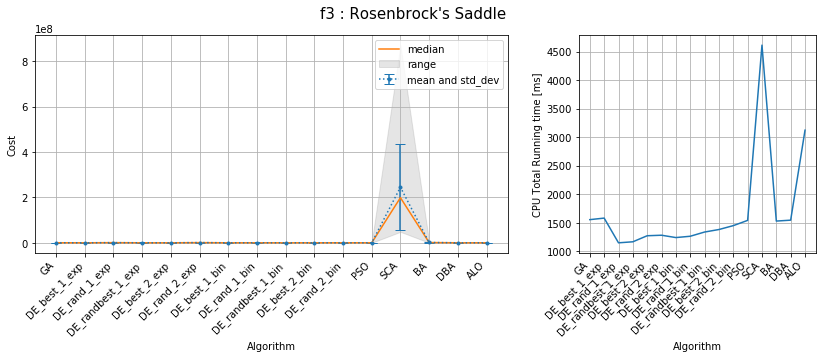 f3 : Rosenbrock's Saddle
1e8
8
6
4
2
0
Cost
median
range
mean and std_dev
GA
DE_best_1_exp
DE_rand_1_exp
DE_randbest_1_exp
DE_best_2_exp
DE_rand_2_exp
DE_best_1_bin
DE_rand_1_bin
DE_randbest_1_bin
DE_best_2_bin
DE_rand_2_bin
PSO
SCA
BA
DBA
ALO
Algorithm
4500
4000
3500
3000
2500
2000
1500
1000
CPU Total Running time [ms]
GA
DE_best_1_exp
DE_rand_1_exp
DE_randbest_1_exp
DE_best_2_exp
DE_rand_2_exp
DE_best_1_bin
DE_rand_1_bin
DE_randbest_1_bin
DE_best_2_bin
DE_rand_2_bin
PSO
SCA
BA
DBA
ALO
Algorithm